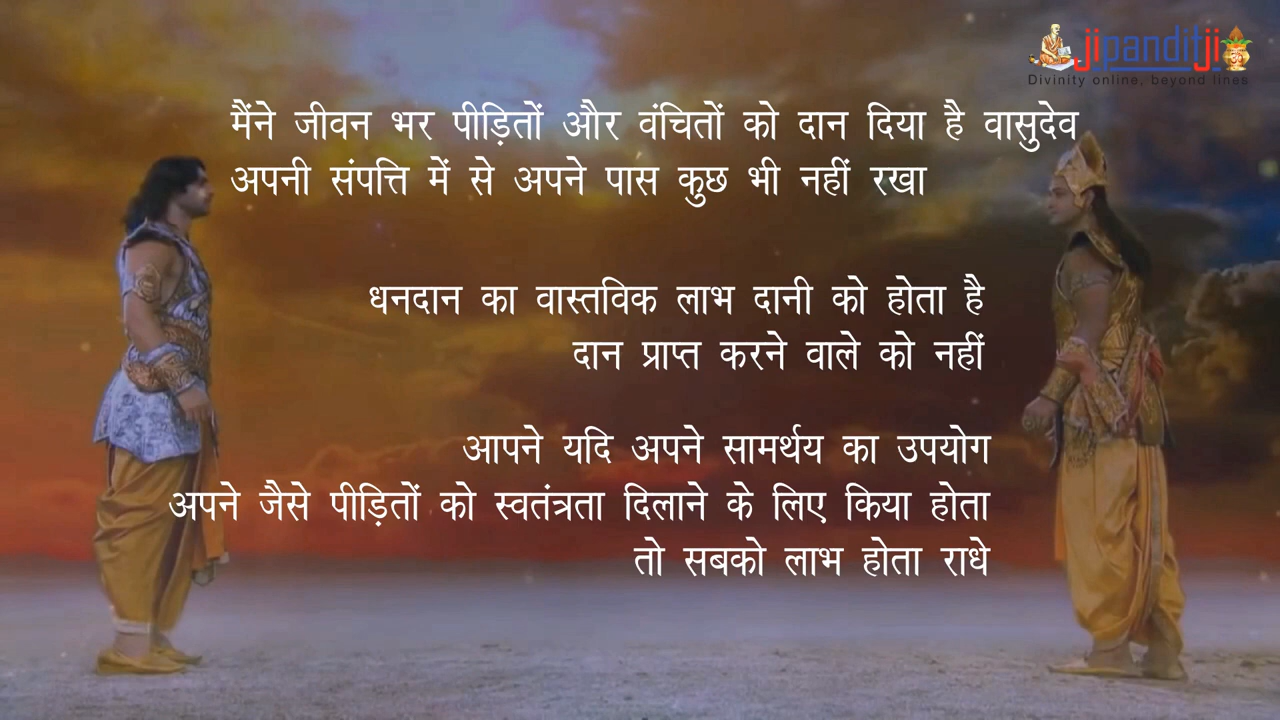 jipanditji
Divinity online, beyond lines
मैंने जीवन भर पीड़ितों और वंचितों को दान दिया है वासुदेव
अपनी संपत्ति में से अपने पास कुछ भी नहीं रखा
धनदान का वास्तविक लाभ दानी को होता है
दान प्राप्त करने वाले को नहीं
आपने यदि अपने सामर्थय का उपयोग
अपने जैसे पीड़ितों को स्वतंत्रता दिलाने के लिए किया होता
तो सबको लाभ होता राधे